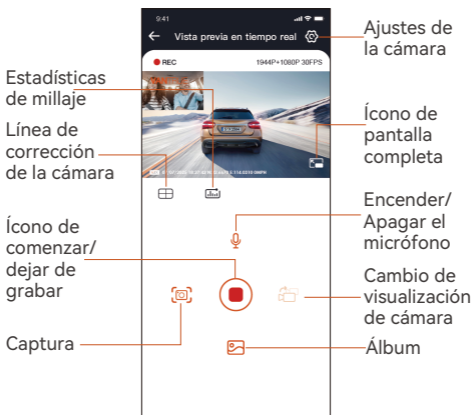 9:41
Vista previa en tiempo real
REC
1944P+1080P 30FPS
Ajustes de
la cámara
Estadísticas
de millaje
Línea de
corrección
de la cámara
Ícono de
pantalla
completa
Ícono de
comenzar/
dejar de
grabar
Encender/
Apagar el
micrófono
Cambio de
visualización
de cámara
Captura
Álbum